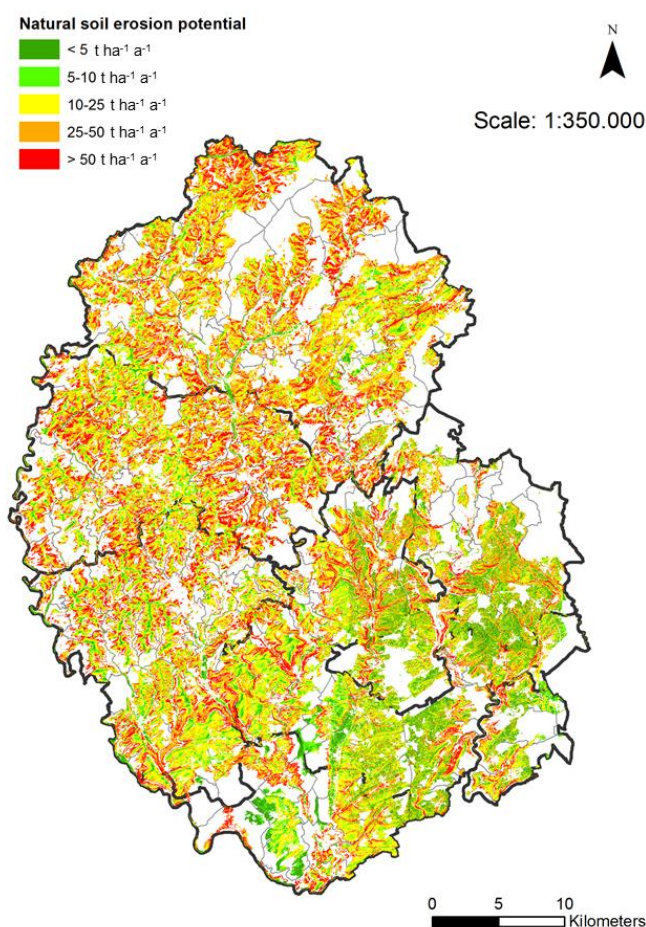 Natural soil erosion potential
< 5 t ha⁻¹ a⁻¹
5-10 t ha⁻¹ a⁻¹
10-25 t ha⁻¹ a⁻¹
25-50 t ha⁻¹ a⁻¹
> 50 t ha⁻¹ a⁻¹
N
Scale: 1:350.000
0 5 10
Kilometers